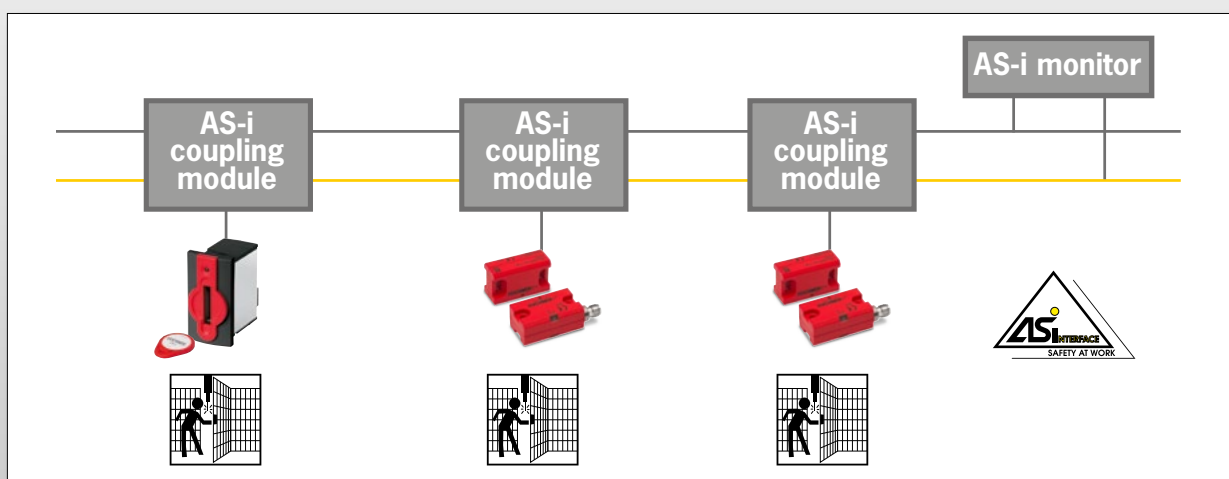 AS-i monitor
AS-i
coupling
module
AS-i
coupling
module
AS-i
coupling
module
ASi INTERFACE
SAFETY AT WORK